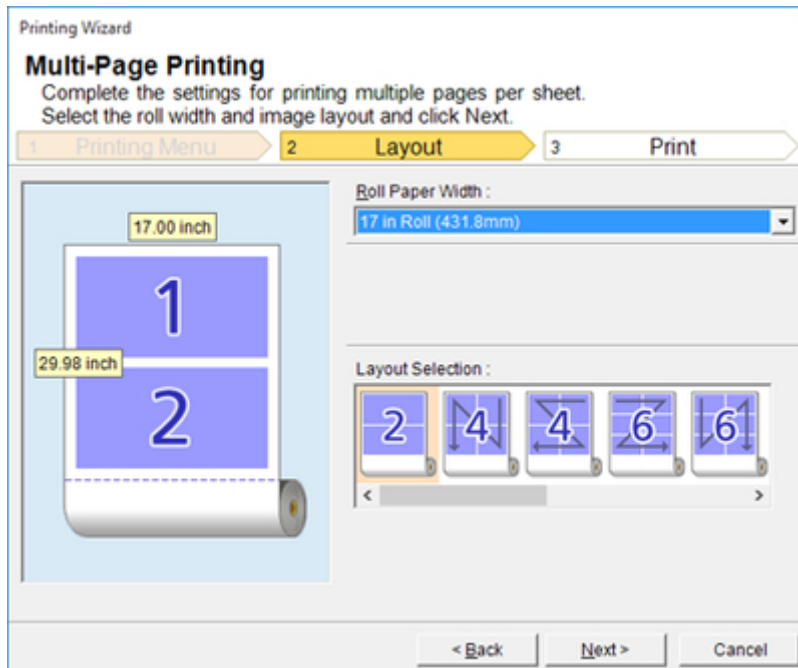 Printing Wizard
Multi-Page Printing
Complete the settings for printing multiple pages per sheet.
Select the roll width and image layout and click Next.
1 Printing Menu 2 Layout 3 Print
Roll Paper Width :
17 in Roll (431.8mm)
17.00 inch
1
29.98 inch
2
Layout Selection :
2 4 4 6 6
< >
< Back Next > Cancel